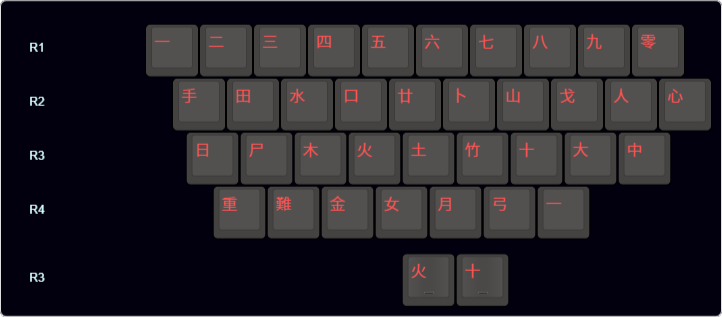 R1 一 二 三 四 五 六 七 八 九 零
R2 手 田 水 口 廿 卜 山 戈 人 心
R3 日 尸 木 火 土 竹 十 大 中
R4 重 難 金 女 月 弓 一
R3 火 十